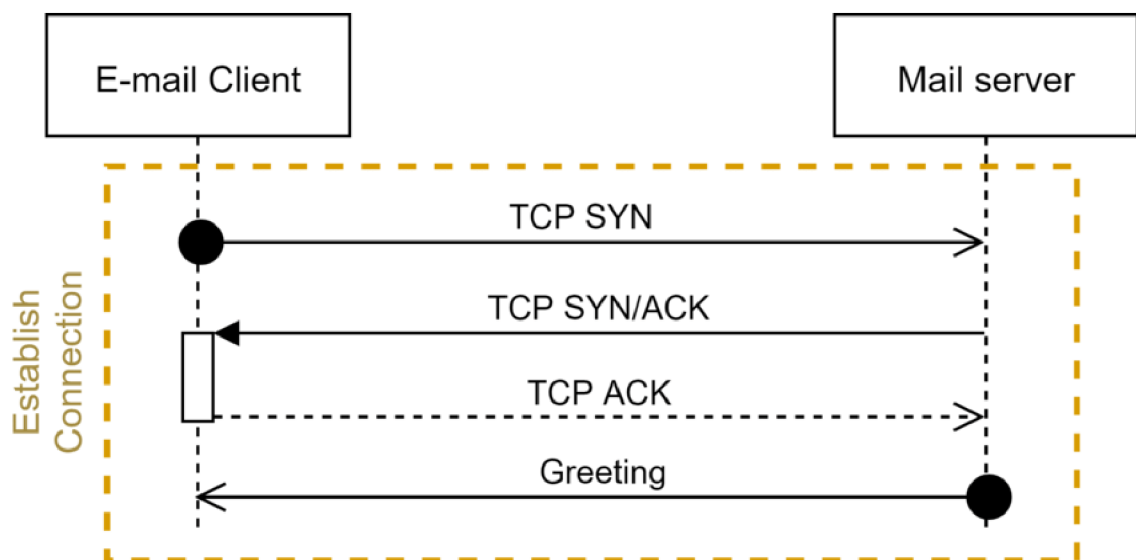 E-mail Client
Mail server
TCP SYN
TCP SYN/ACK
TCP ACK
Greeting
Establish
Connection